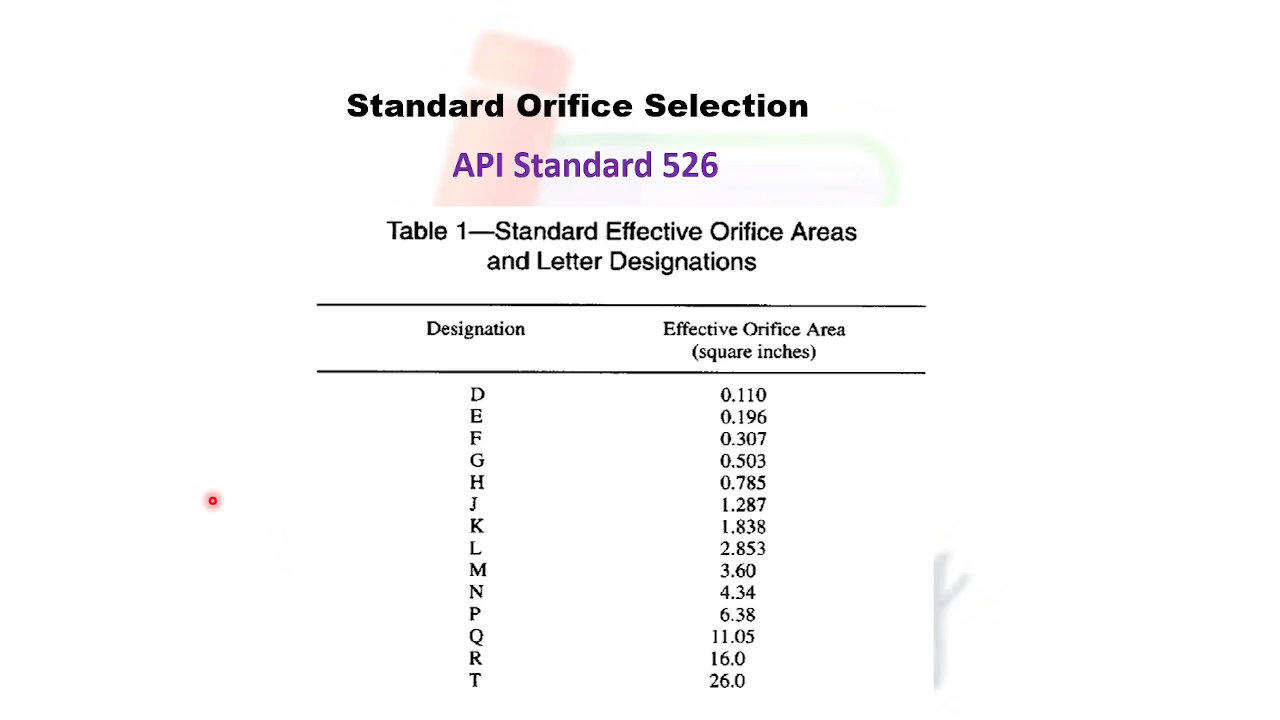 Standard Orifice Selection
API Standard 526
Table 1—Standard Effective Orifice Areas
and Letter Designations
Designation Effective Orifice Area
(square inches)
D 0.110
E 0.196
F 0.307
G 0.503
H 0.785
J 1.287
K 1.838
L 2.853
M 3.60
N 4.34
P 6.38
Q 11.05
R 16.0
T 26.0